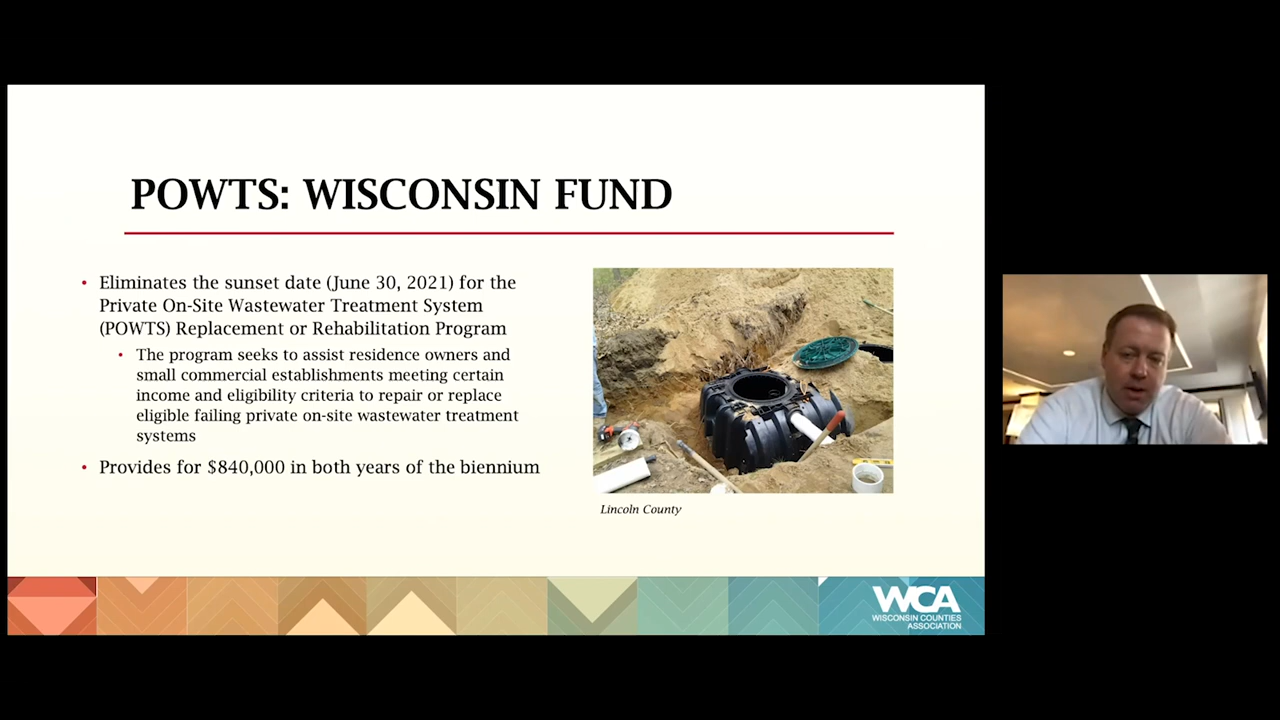 POWTS: WISCONSIN FUND
• Eliminates the sunset date (June 30, 2021) for the
Private On-Site Wastewater Treatment System
(POWTS) Replacement or Rehabilitation Program
• The program seeks to assist residence owners and
small commercial establishments meeting certain
income and eligibility criteria to repair or replace
eligible failing private on-site wastewater treatment
systems
• Provides for $840,000 in both years of the biennium
Lincoln County
WCA
WISCONSIN COUNTIES
ASSOCIATION